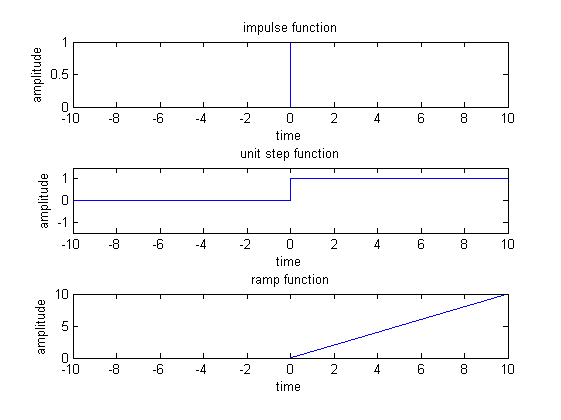 impulse function
1
0.5
0
amplitude
-10 -8 -6 -4 -2 0 2 4 6 8 10
time
unit step function
1
0
-1
amplitude
-10 -8 -6 -4 -2 0 2 4 6 8 10
time
ramp function
10
5
0
amplitude
-10 -8 -6 -4 -2 0 2 4 6 8 10
time